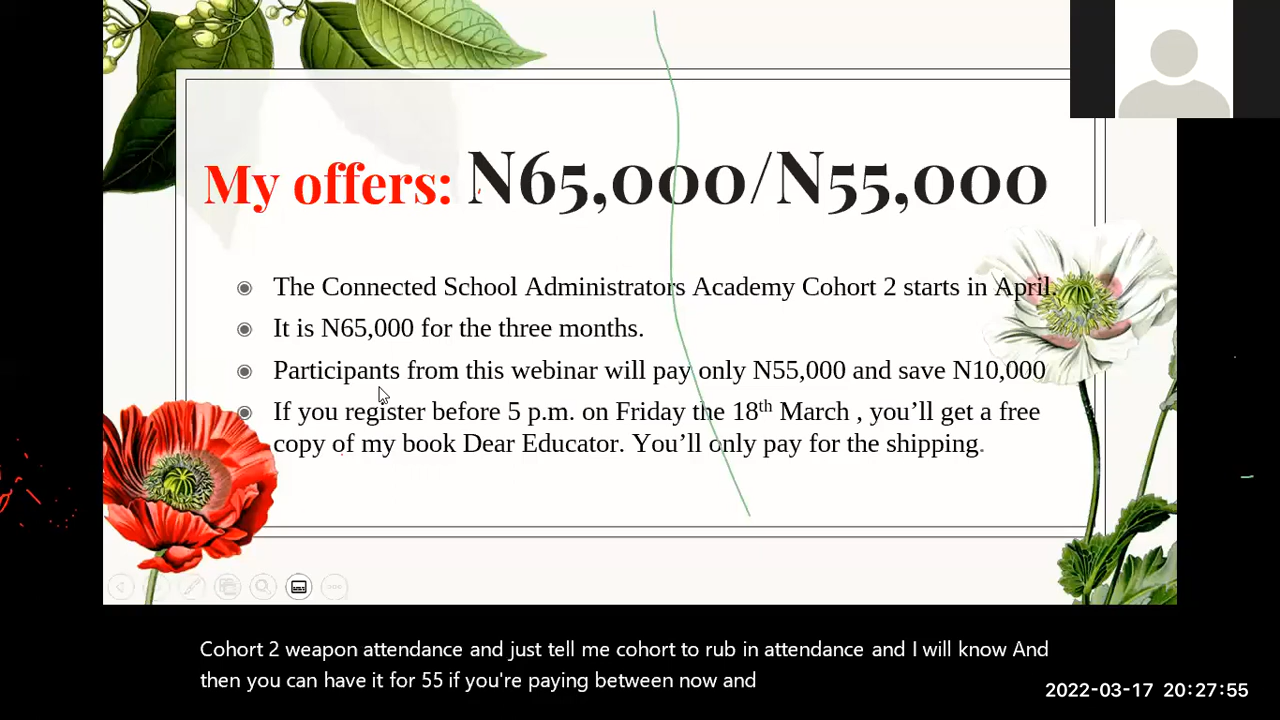 My offers: N65,000/N55,000
The Connected School Administrators Academy Cohort 2 starts in April
It is N65,000 for the three months.
Participants from this webinar will pay only N55,000 and save N10,000
If you register before 5 p.m. on Friday the 18th March , you’ll get a free
copy of my book Dear Educator. You’ll only pay for the shipping.
Cohort 2 weapon attendance and just tell me cohort to rub in attendance and I will know And
then you can have it for 55 if you're paying between now and
2022-03-17 20:27:55